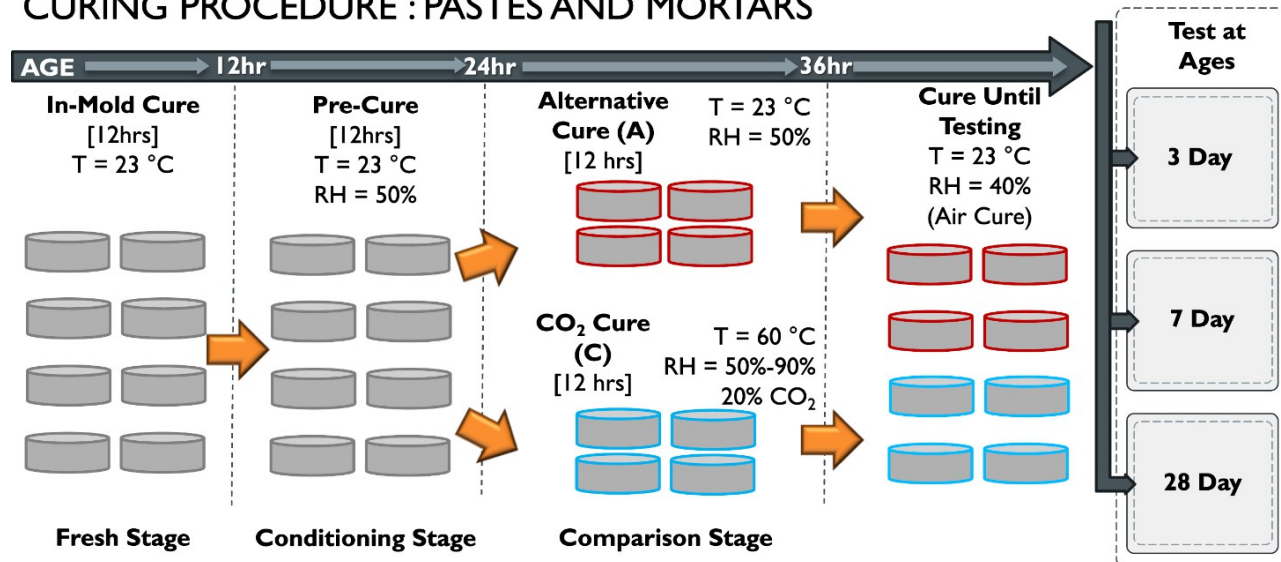 CURING PROCEDURE : PASTES AND MORTARS
AGE 12hr 24hr 36hr
In-Mold Cure
[12hrs]
T = 23 °C
Fresh Stage
Pre-Cure
[12hrs]
T = 23 °C
RH = 50%
Conditioning Stage
Alternative
Cure (A)
[12 hrs]
T = 23 °C
RH = 50%
CO₂ Cure
(C)
[12 hrs]
T = 60 °C
RH = 50%-90%
20% CO₂
Comparison Stage
Cure Until
Testing
T = 23 °C
RH = 40%
(Air Cure)
Test at
Ages
3 Day
7 Day
28 Day